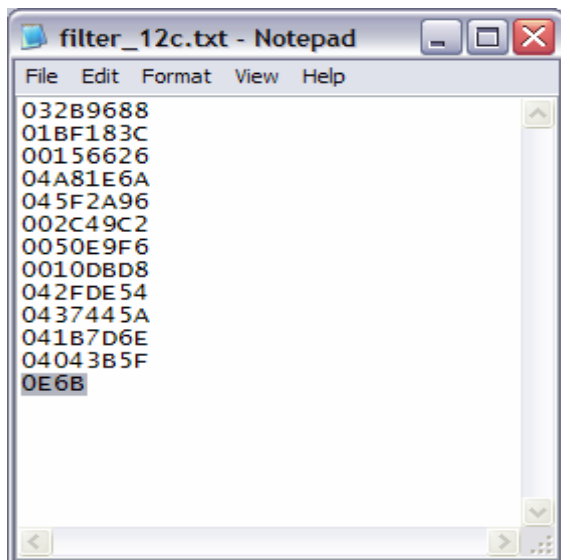 filter_12c.txt - Notepad
File Edit Format View Help
032B9688
01BF183C
00156626
04A81E6A
045F2A96
002C49C2
0050E9F6
0010DBD8
042FDE54
0437445A
041B7D6E
04043B5F
0E6B